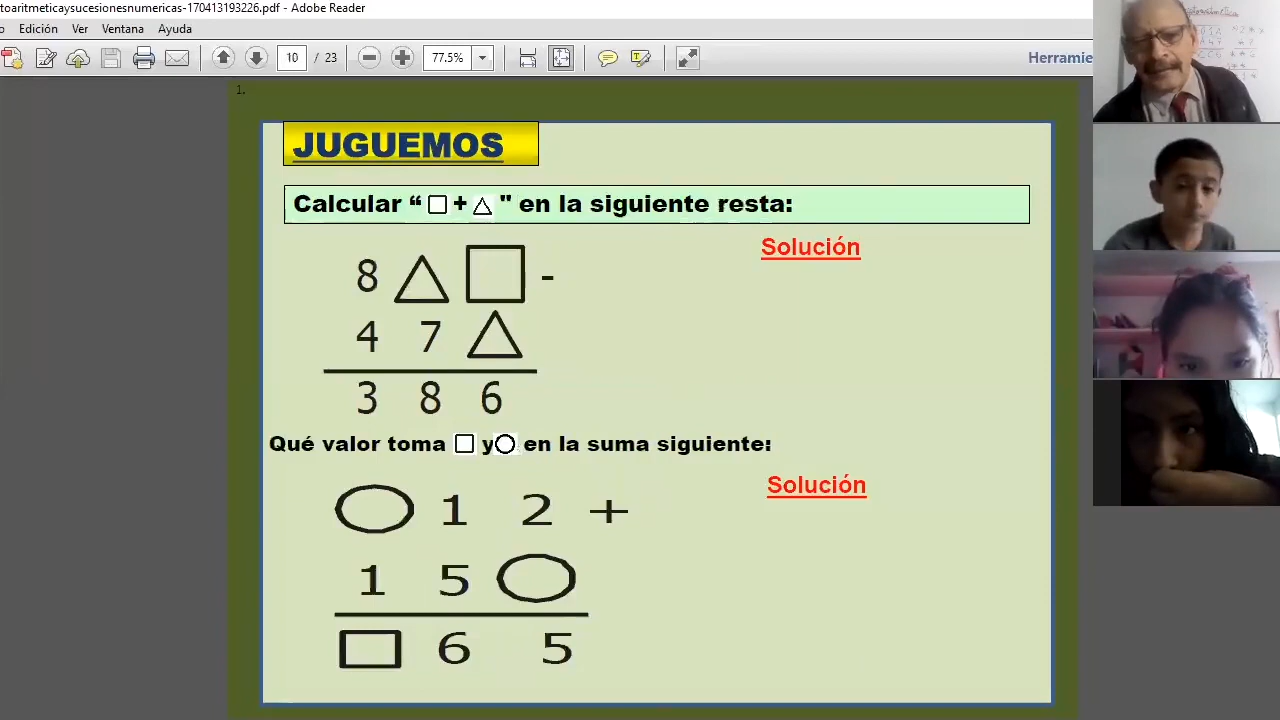 toaritmeticaysucesionesnumericas-170413193226.pdf - Adobe Reader
o Edición Ver Ventana Ayuda
10 / 23 77.5% Herramie
1.
JUGUEMOS
Calcular “ □ + △ " en la siguiente resta:
Solución
8 △ □ -
4 7 △
3 8 6
Qué valor toma □ y ○ en la suma siguiente:
Solución
○ 1 2 +
1 5 ○
□ 6 5